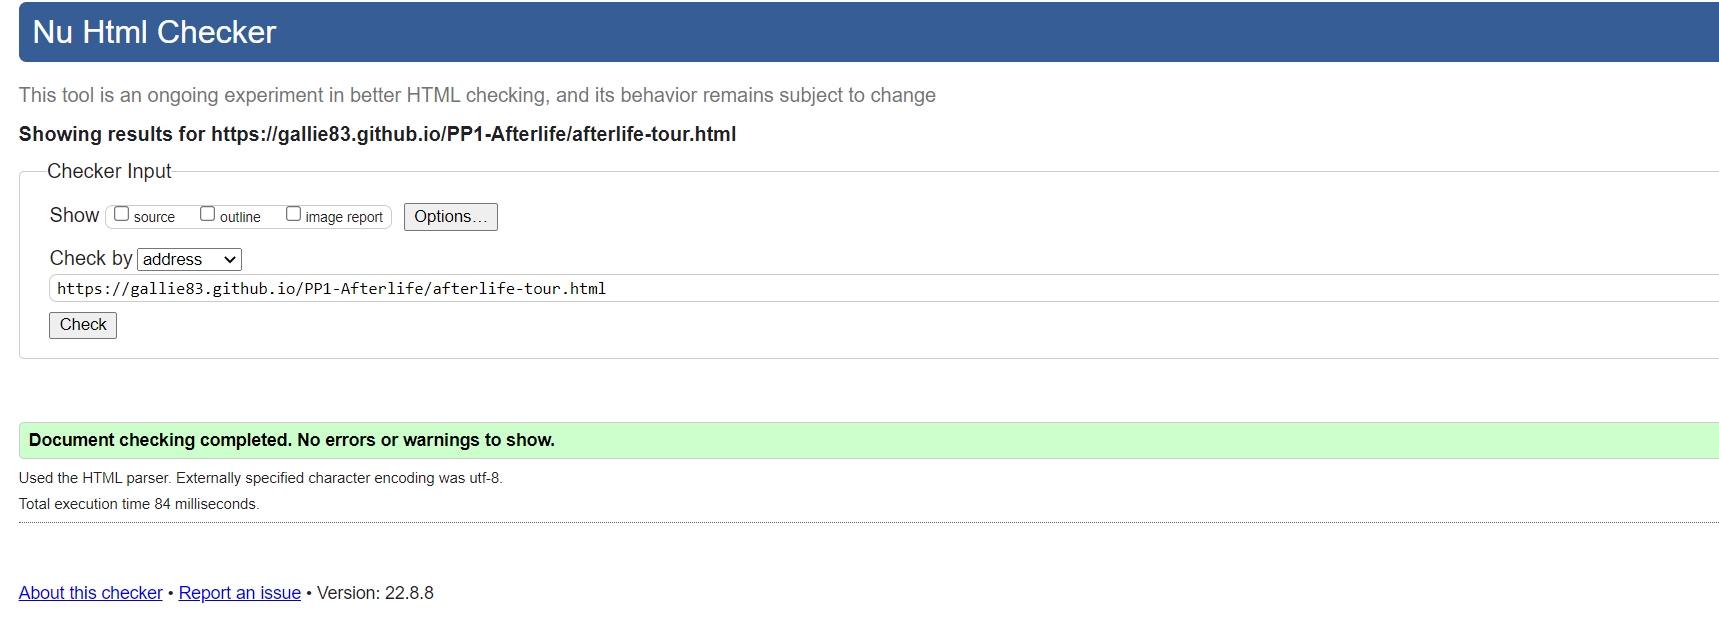 Nu Html Checker
This tool is an ongoing experiment in better HTML checking, and its behavior remains subject to change
Showing results for https://gallie83.github.io/PP1-Afterlife/afterlife-tour.html
Checker Input
Show source outline image report Options...
Check by address
https://gallie83.github.io/PP1-Afterlife/afterlife-tour.html
Check
Document checking completed. No errors or warnings to show.
Used the HTML parser. Externally specified character encoding was utf-8.
Total execution time 84 milliseconds.
About this checker • Report an issue • Version: 22.8.8